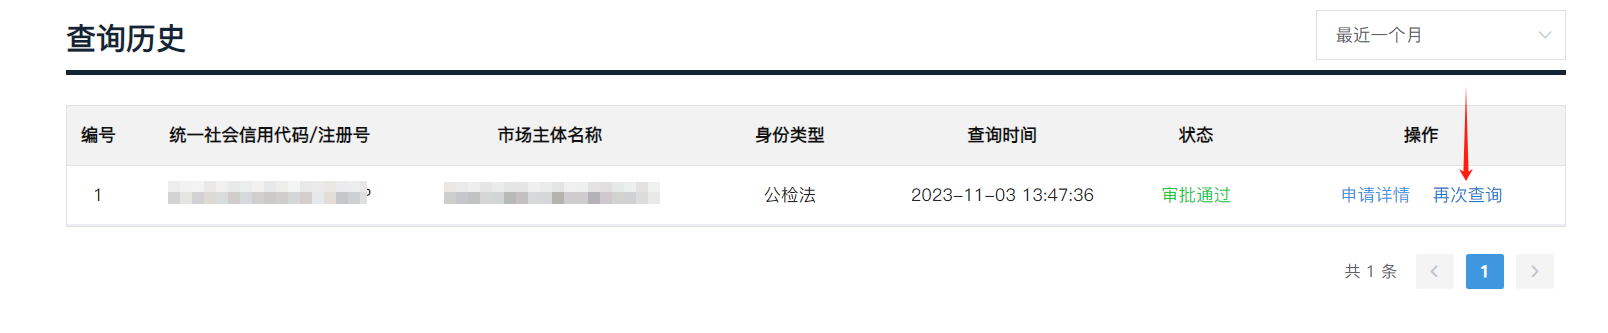 查询历史
最近一个月
编号 统一社会信用代码/注册号 市场主体名称 身份类型 查询时间 状态 操作
1 公检法 2023-11-03 13:47:36 审批通过 申请详情 再次查询
共 1 条 1